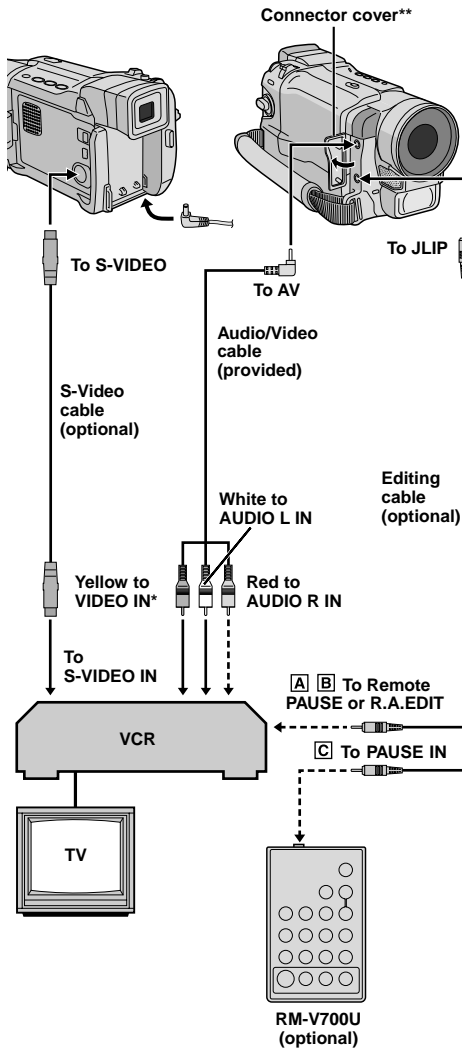 Connector cover**
To S-VIDEO
To JLIP
To AV
Audio/Video
cable
(provided)
S-Video
cable
(optional)
Editing
cable
(optional)
White to
AUDIO L IN
Yellow to
VIDEO IN*
Red to
AUDIO R IN
To
S-VIDEO IN
A B To Remote
PAUSE or R.A.EDIT
VCR
C To PAUSE IN
TV
RM-V700U
(optional)